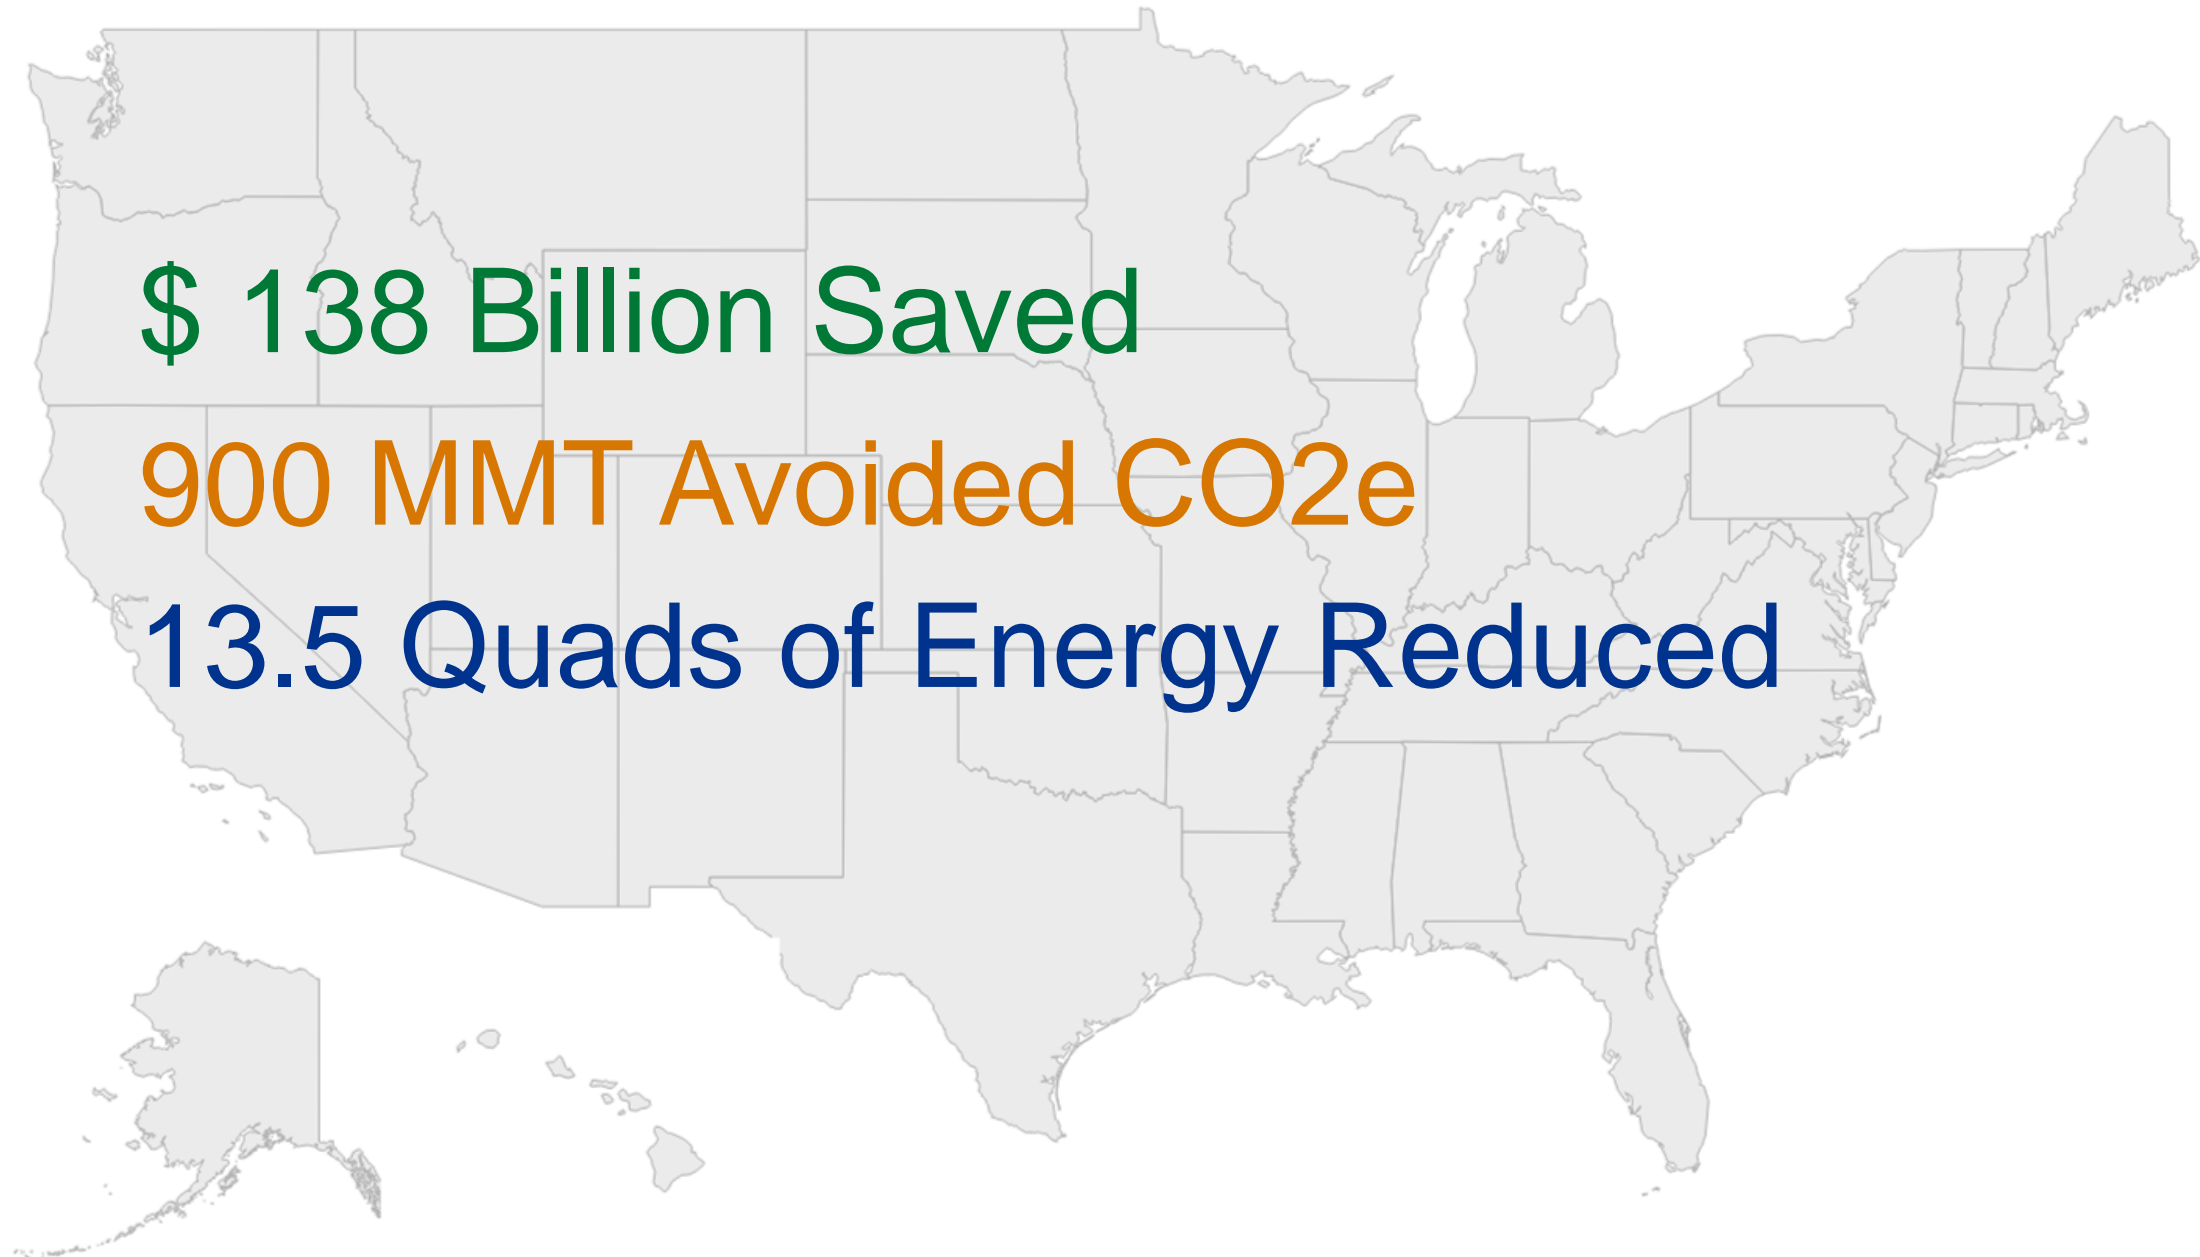 $ 138 Billion Saved
900 MMT Avoided CO2e
13.5 Quads of Energy Reduced